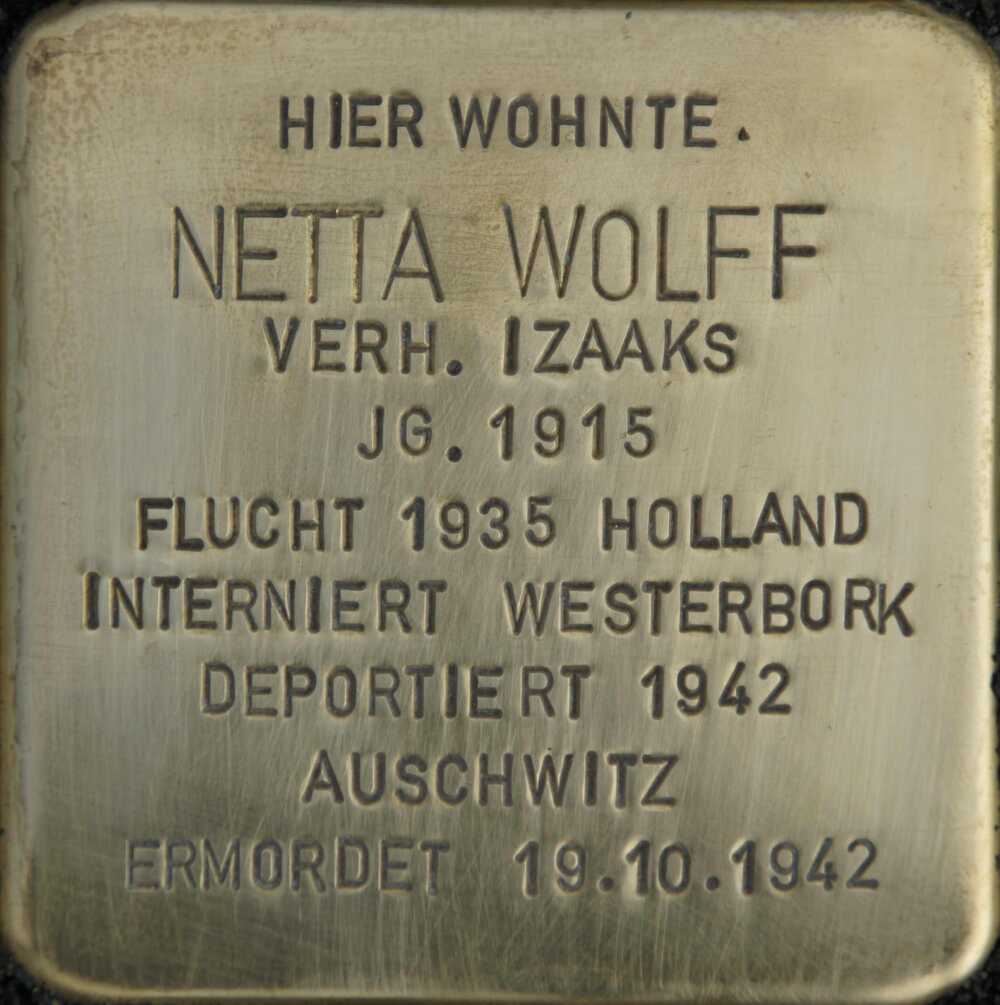 HIER WOHNTE.
NETTA WOLFF
VERH. IZAAKS
JG. 1915
FLUCHT 1935 HOLLAND
INTERNIERT WESTERBORK
DEPORTIERT 1942
AUSCHWITZ
ERMORDET 19.10.1942